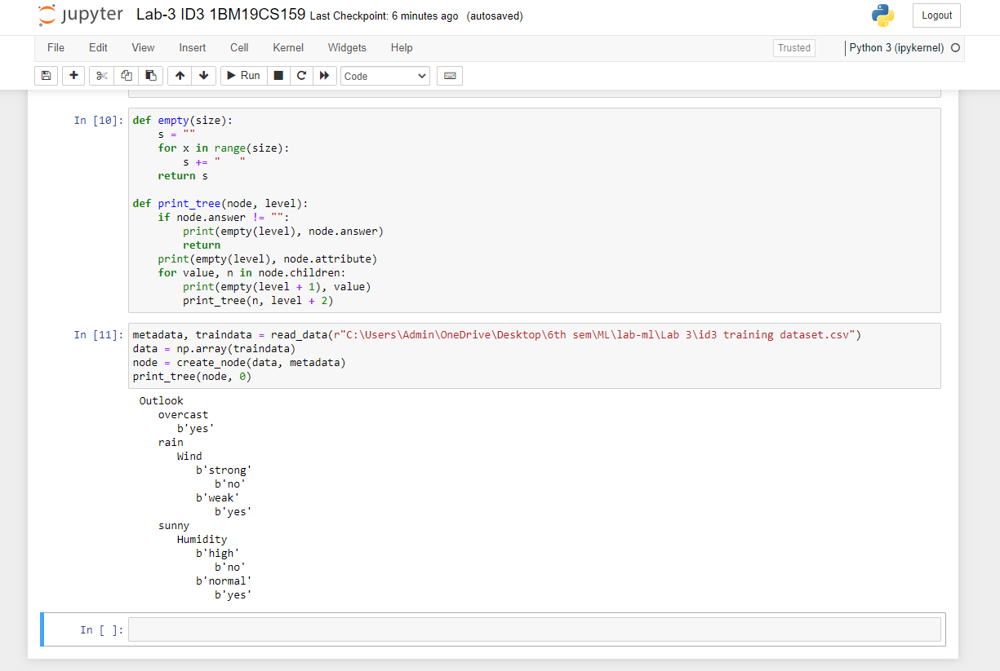 jupyter Lab-3 ID3 1BM19CS159 Last Checkpoint: 6 minutes ago (autosaved) Logout
File Edit View Insert Cell Kernel Widgets Help Trusted Python 3 (ipykernel)
Run Code
In [10]: def empty(size):
    s = ""
    for x in range(size):
        s += "   "
    return s

def print_tree(node, level):
    if node.answer != "":
        print(empty(level), node.answer)
        return
    print(empty(level), node.attribute)
    for value, n in node.children:
        print(empty(level + 1), value)
        print_tree(n, level + 2)
In [11]: metadata, traindata = read_data(r"C:\Users\Admin\OneDrive\Desktop\6th sem\ML\lab-ml\Lab 3\id3 training dataset.csv")
data = np.array(traindata)
node = create_node(data, metadata)
print_tree(node, 0)
 Outlook
    overcast
       b'yes'
    rain
       Wind
          b'strong'
             b'no'
          b'weak'
             b'yes'
    sunny
       Humidity
          b'high'
             b'no'
          b'normal'
             b'yes'
In [ ]: